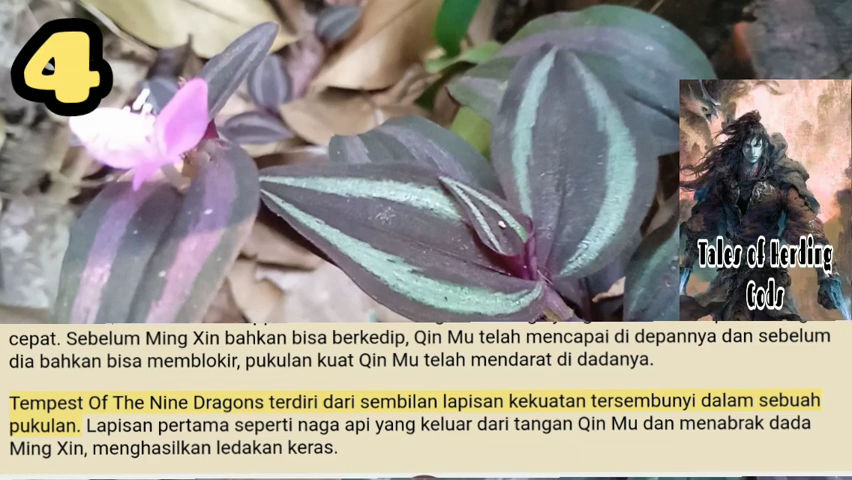 4
Tales of Herding
Gods
cepat. Sebelum Ming Xin bahkan bisa berkedip, Qin Mu telah mencapai di depannya dan sebelum
dia bahkan bisa memblokir, pukulan kuat Qin Mu telah mendarat di dadanya.
Tempest Of The Nine Dragons terdiri dari sembilan lapisan kekuatan tersembunyi dalam sebuah
pukulan. Lapisan pertama seperti naga api yang keluar dari tangan Qin Mu dan menabrak dada
Ming Xin, menghasilkan ledakan keras.